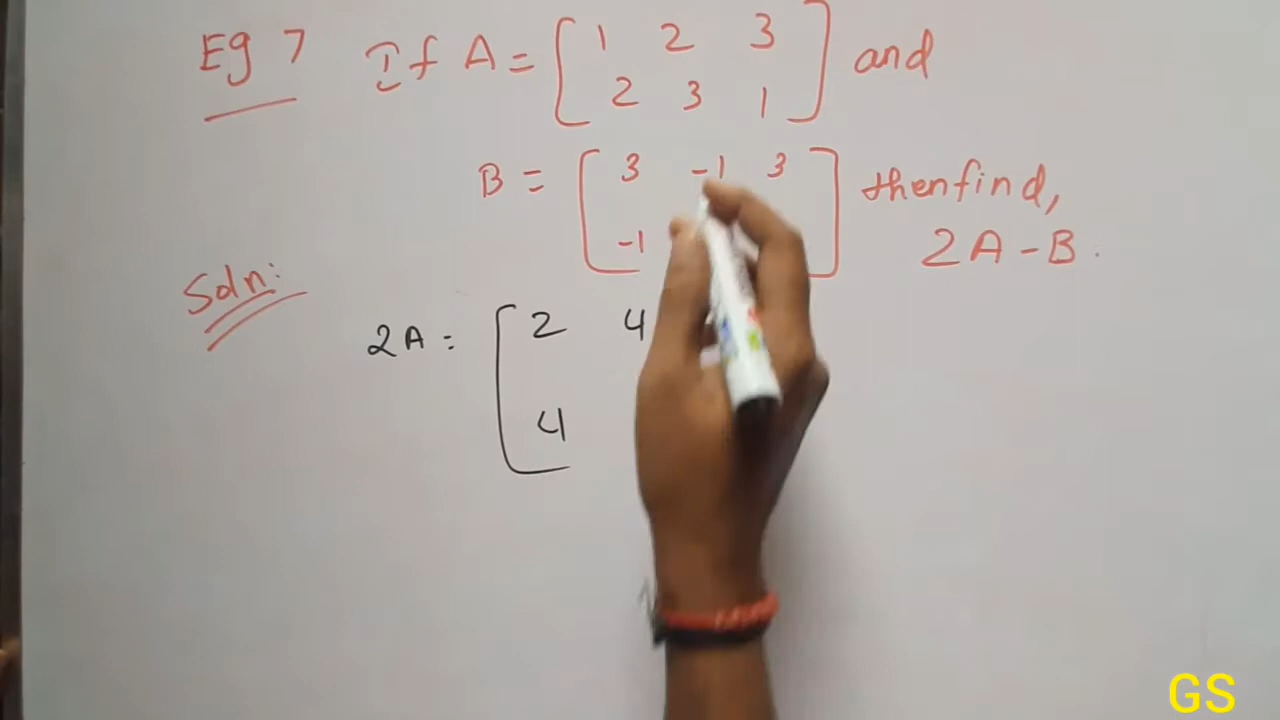 Eg 7 If A = [ 1 2 3 ] and
2 3 1
B = [ 3 -1 3 ] then find,
-1
2A - B.
Soln:
2A = [ 2 4
4
GS